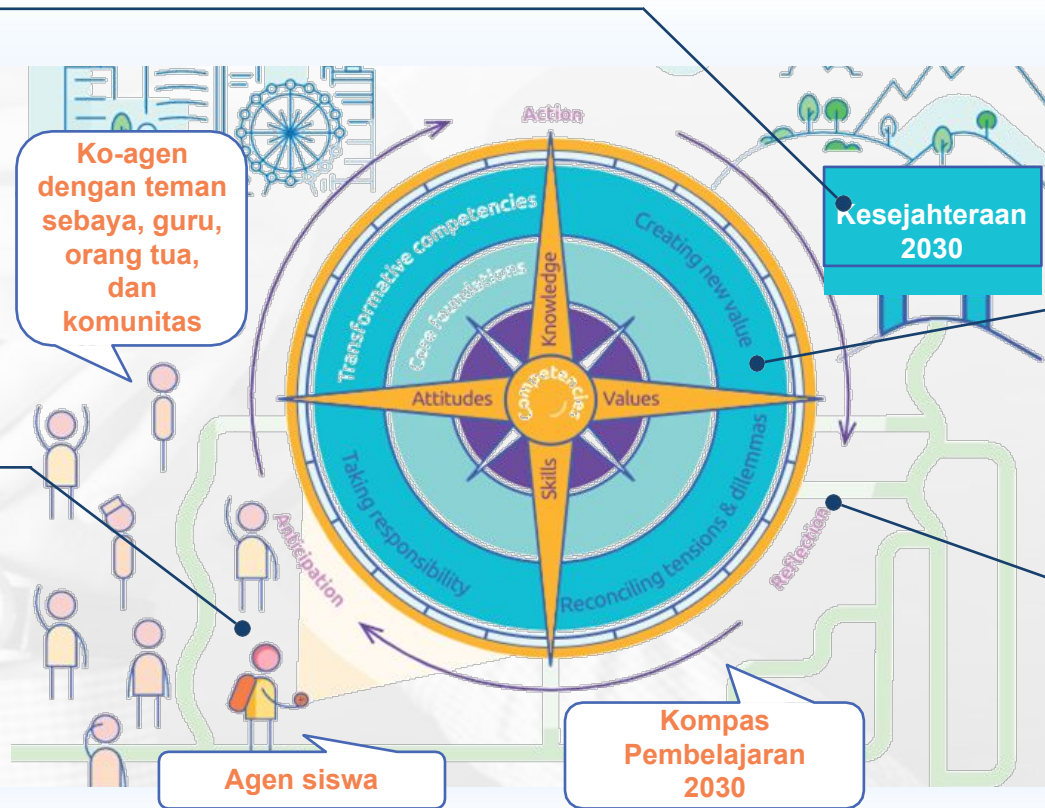 Action
Ko-agen
dengan teman
sebaya, guru,
orang tua,
dan
komunitas
Kesejahteraan
2030
Transformative competencies
Core foundations
Knowledge
Creating new value
Attitudes
Competencies
Values
Skills
Taking responsibility
Reconciling tensions & dilemmas
Anticipation
Reflection
Agen siswa
Kompas
Pembelajaran
2030